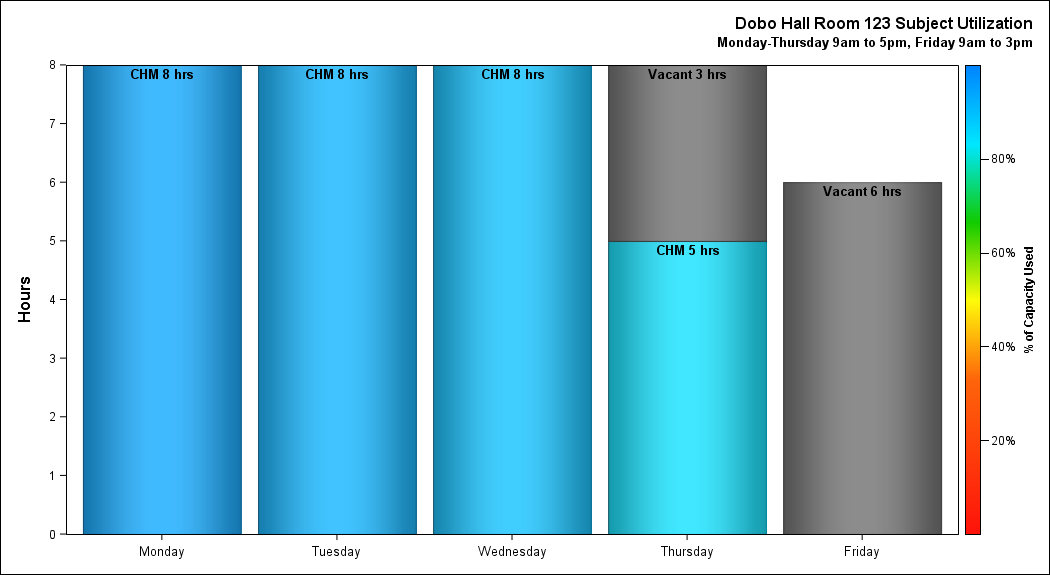 Dobo Hall Room 123 Subject Utilization
Monday-Thursday 9am to 5pm, Friday 9am to 3pm
Hours
8
7
6
5
4
3
2
1
0
CHM 8 hrs
CHM 8 hrs
CHM 8 hrs
Vacant 3 hrs
CHM 5 hrs
Vacant 6 hrs
Monday
Tuesday
Wednesday
Thursday
Friday
80%
60%
40%
20%
% of Capacity Used